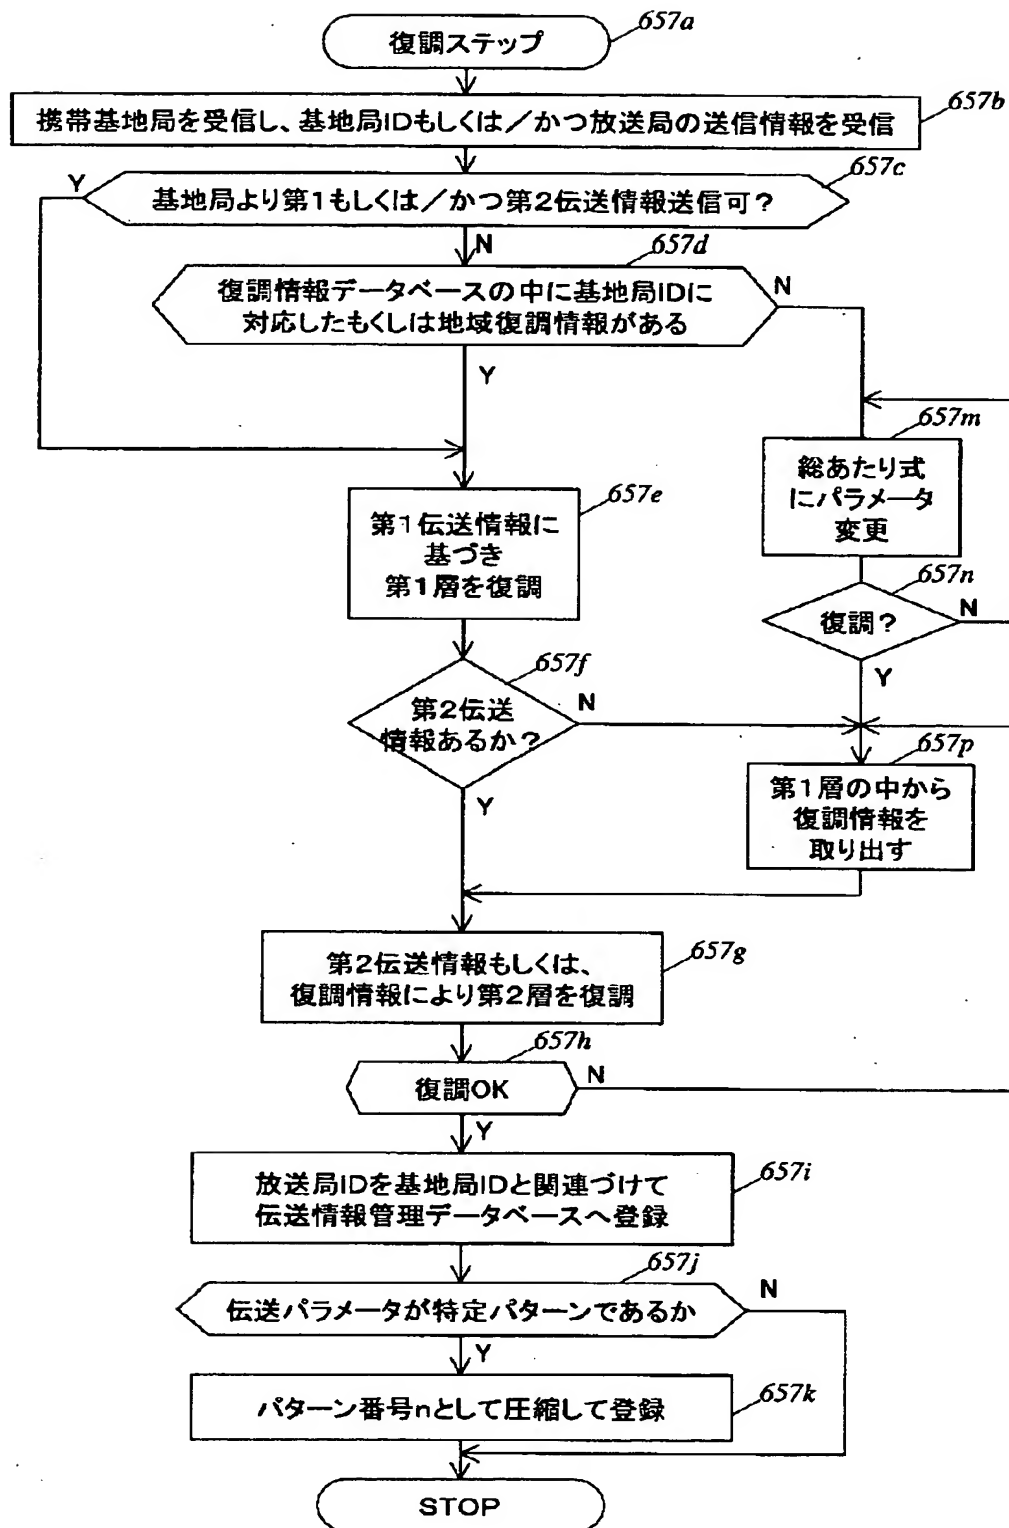 657a
復調ステップ
657b
携帯基地局を受信し、基地局IDもしくは／かつ放送局の送信情報を受信
657c
Y
基地局より第1もしくは／かつ第2伝送情報送信可？
N
657d
復調情報データベースの中に基地局IDに
対応したもくしは地域復調情報がある
N
Y
657m
総あたり式
にパラメータ
変更
657e
第1伝送情報に
基づき
第1層を復調
657n
復調？
N
Y
657f
第2伝送
情報あるか？
N
Y
657p
第1層の中から
復調情報を
取り出す
657g
第2伝送情報もしくは、
復調情報により第2層を復調
657h
復調OK
N
Y
657i
放送局IDを基地局IDと関連づけて
伝送情報管理データベースへ登録
657j
伝送パラメータが特定パターンであるか
N
Y
657k
パターン番号nとして圧縮して登録
STOP